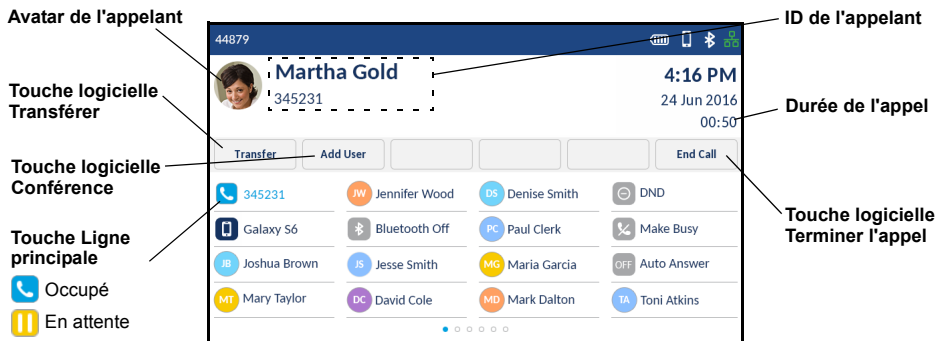 Avatar de l'appelant
ID de l'appelant
44879
Martha Gold
345231
4:16 PM
24 Jun 2016
00:50
Touche logicielle
Transférer
Durée de l'appel
Transfer
Add User
End Call
Touche logicielle
Conférence
345231
JW Jennifer Wood
DS Denise Smith
DND
Touche logicielle
Terminer l'appel
Touche Ligne
principale
Galaxy S6
Bluetooth Off
PC Paul Clerk
Make Busy
JB Joshua Brown
JS Jesse Smith
MG Maria Garcia
OFF Auto Answer
Occupé
MT Mary Taylor
DC David Cole
MD Mark Dalton
TA Toni Atkins
En attente